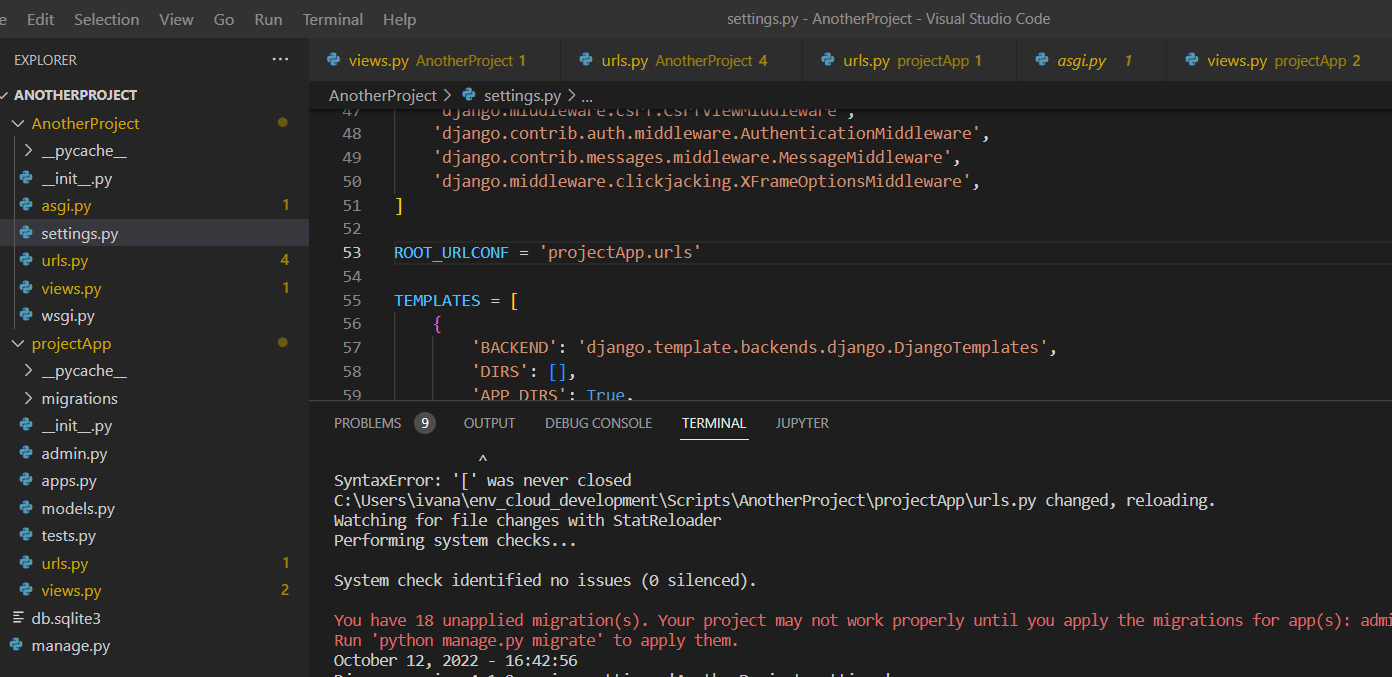 e Edit Selection View Go Run Terminal Help settings.py - AnotherProject - Visual Studio Code
EXPLORER ...
views.py AnotherProject 1 urls.py AnotherProject 4 urls.py projectApp 1 asgi.py 1 views.py projectApp 2
ANOTHERPROJECT
AnotherProject
__pycache__
__init__.py
asgi.py 1
settings.py
urls.py 4
views.py 1
wsgi.py
projectApp
__pycache__
migrations
__init__.py
admin.py
apps.py
models.py
tests.py
urls.py 1
views.py 2
db.sqlite3
manage.py
AnotherProject > settings.py > ...
47 'django.middleware.csrf.CsrfViewMiddleware',
48 'django.contrib.auth.middleware.AuthenticationMiddleware',
49 'django.contrib.messages.middleware.MessageMiddleware',
50 'django.middleware.clickjacking.XFrameOptionsMiddleware',
51 ]
52
53 ROOT_URLCONF = 'projectApp.urls'
54
55 TEMPLATES = [
56 {
57 'BACKEND': 'django.template.backends.django.DjangoTemplates',
58 'DIRS': [],
59 'APP_DIRS': True,
PROBLEMS 9 OUTPUT DEBUG CONSOLE TERMINAL JUPYTER
^
SyntaxError: '[' was never closed
C:\Users\ivana\env_cloud_development\Scripts\AnotherProject\projectApp\urls.py changed, reloading.
Watching for file changes with StatReloader
Performing system checks...
System check identified no issues (0 silenced).
You have 18 unapplied migration(s). Your project may not work properly until you apply the migrations for app(s): admi
Run 'python manage.py migrate' to apply them.
October 12, 2022 - 16:42:56